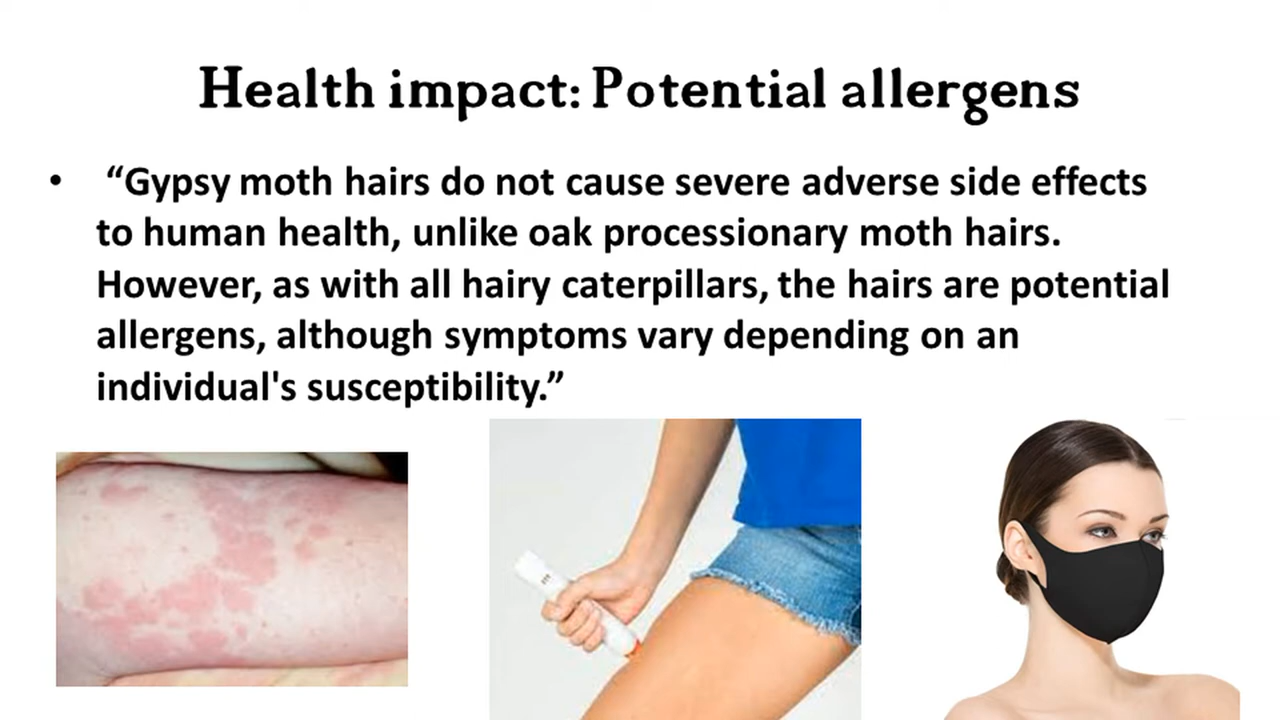 Health impact: Potential allergens
• “Gypsy moth hairs do not cause severe adverse side effects
to human health, unlike oak processionary moth hairs.
However, as with all hairy caterpillars, the hairs are potential
allergens, although symptoms vary depending on an
individual's susceptibility.”